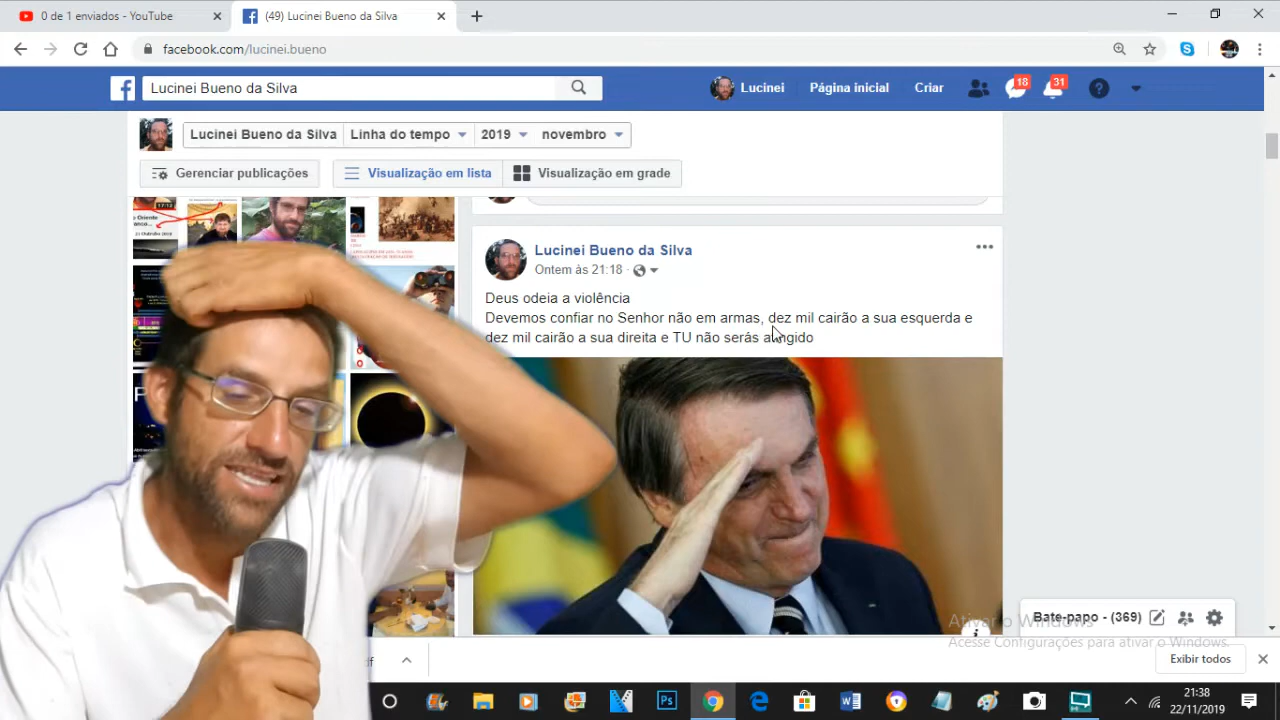 0 de 1 enviados - YouTube
(49) Lucinei Bueno da Silva
facebook.com/lucinei.bueno
Lucinei Bueno da Silva
Lucinei
Página inicial
Criar
18
31
Lucinei Bueno da Silva
Linha do tempo
2019
novembro
Gerenciar publicações
Visualização em lista
Visualização em grade
17:12
Lucinei Bueno da Silva
Ontem às 21:18
Deus odeia a violência
no Senhor não em armas, dez mil cairão a sua esquerda e
dez mil cairão a sua direita e TU não serás atingido
Bate-papo - (369)
Ativar o Windows
Acesse Configurações para ativar o Windows.
df
Exibir todos
21:38
22/11/2019